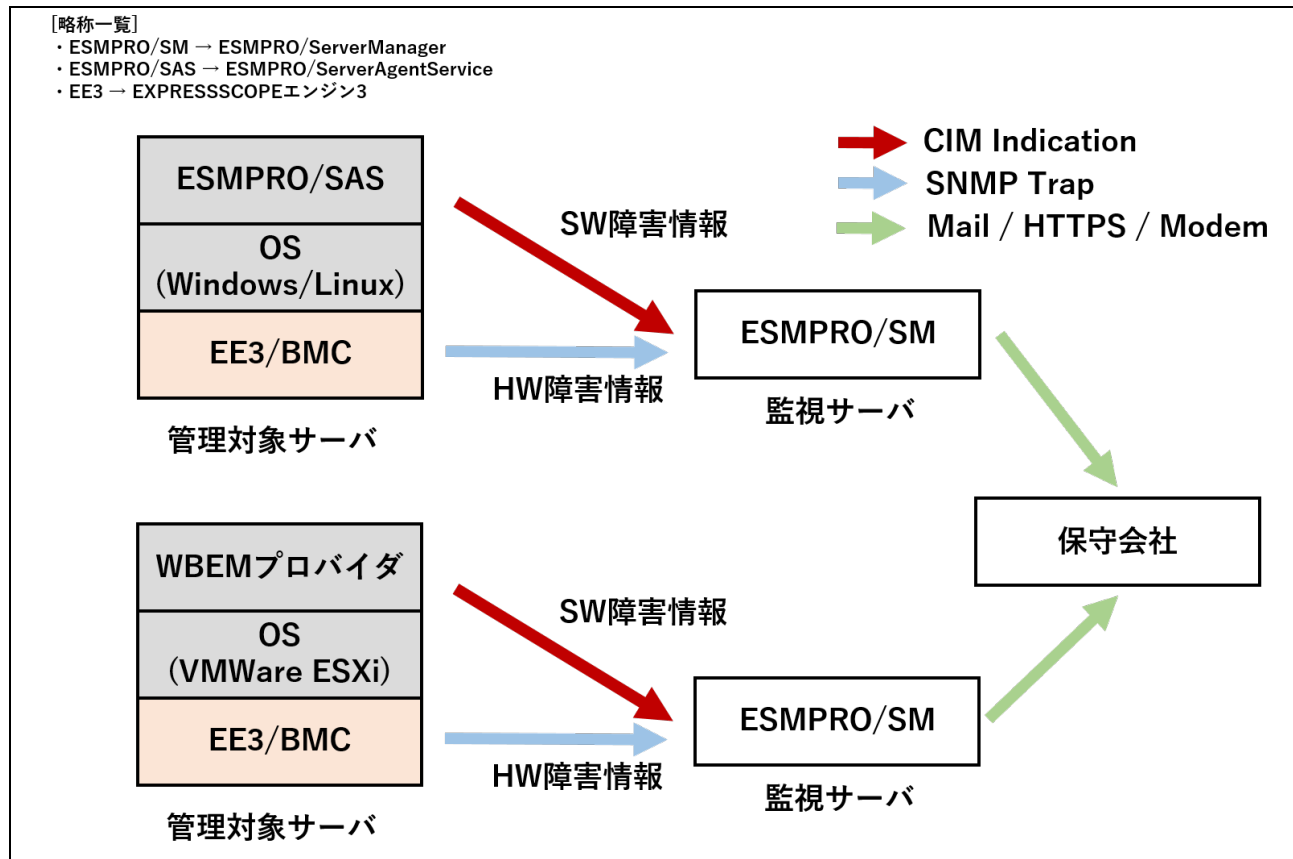 [略称一覧]
・ESMPRO/SM → ESMPRO/ServerManager
・ESMPRO/SAS → ESMPRO/ServerAgentService
・EE3 → EXPRESSSCOPEエンジン3
CIM Indication
SNMP Trap
Mail / HTTPS / Modem
ESMPRO/SAS
OS
(Windows/Linux)
EE3/BMC
管理対象サーバ
SW障害情報
HW障害情報
ESMPRO/SM
監視サーバ
保守会社
WBEMプロバイダ
OS
(VMWare ESXi)
EE3/BMC
管理対象サーバ
SW障害情報
HW障害情報
ESMPRO/SM
監視サーバ